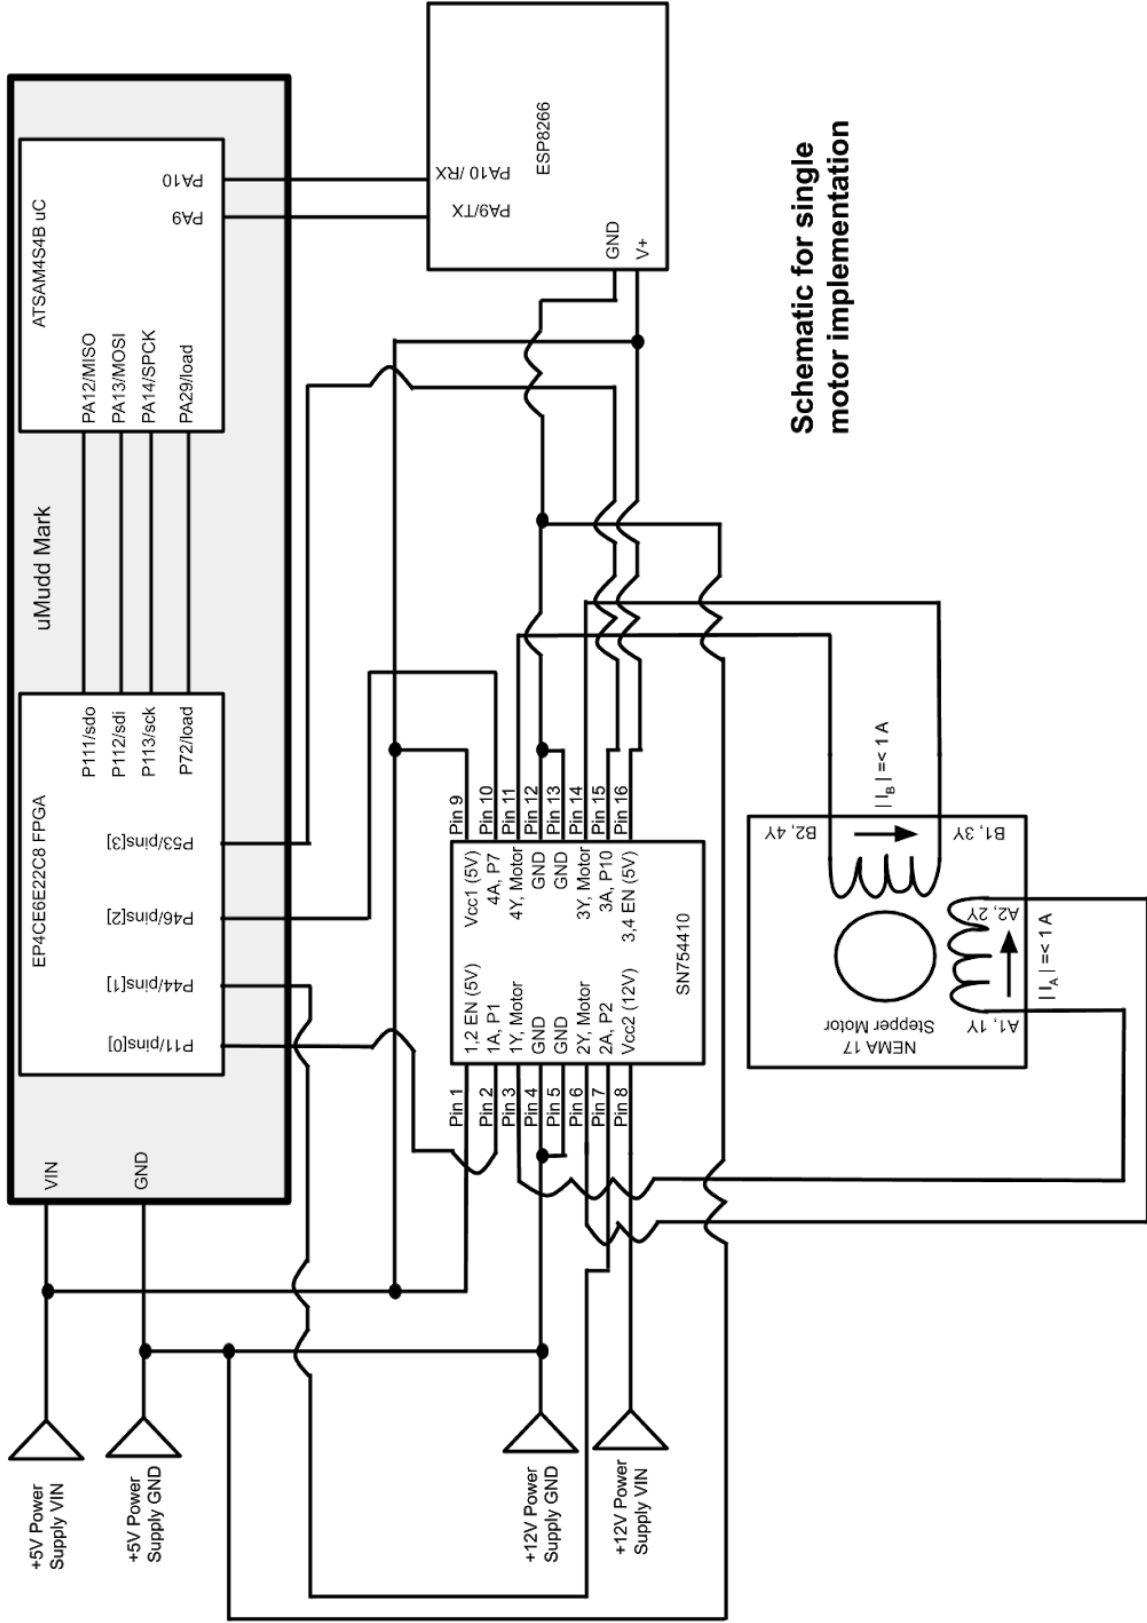 uMudd Mark
ATSAM4S4B uC
PA12/MISO
PA13/MOSI
PA14/SPCK
PA29/load
PA9
PA10
EP4CE6E22C8 FPGA
P111/sdo
P112/sdi
P113/sck
P72/load
P11/pins[0]
P44/pins[1]
P46/pins[2]
P53/pins[3]
VIN
GND
ESP8266
PA10 /RX
PA9/TX
GND
V+
+5V Power
Supply VIN
+5V Power
Supply GND
+12V Power
Supply GND
+12V Power
Supply VIN
Pin 1
Pin 2
Pin 3
Pin 4
Pin 5
Pin 6
Pin 7
Pin 8
1,2 EN (5V)
1A, P1
1Y, Motor
GND
GND
2Y, Motor
2A, P2
Vcc2 (12V)
SN754410
Vcc1 (5V)
4A, P7
4Y, Motor
GND
GND
3Y, Motor
3A, P10
3,4 EN (5V)
Pin 9
Pin 10
Pin 11
Pin 12
Pin 13
Pin 14
Pin 15
Pin 16
NEMA 17
Stepper Motor
B2, 4Y
B1, 3Y
A2, 2Y
A1, 1Y
| IB | =< 1 A
| IA | =< 1 A
Schematic for single
motor implementation